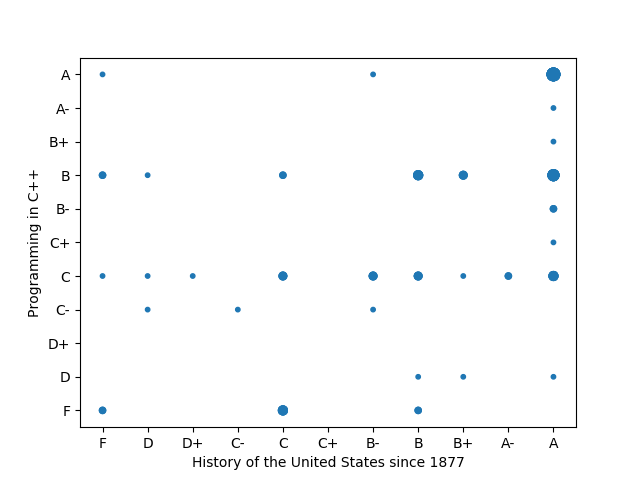 A
A-
B+
B
B-
C+
C
C-
D+
D
F
Programming in C++
F D D+ C- C C+ B- B B+ A- A
History of the United States since 1877